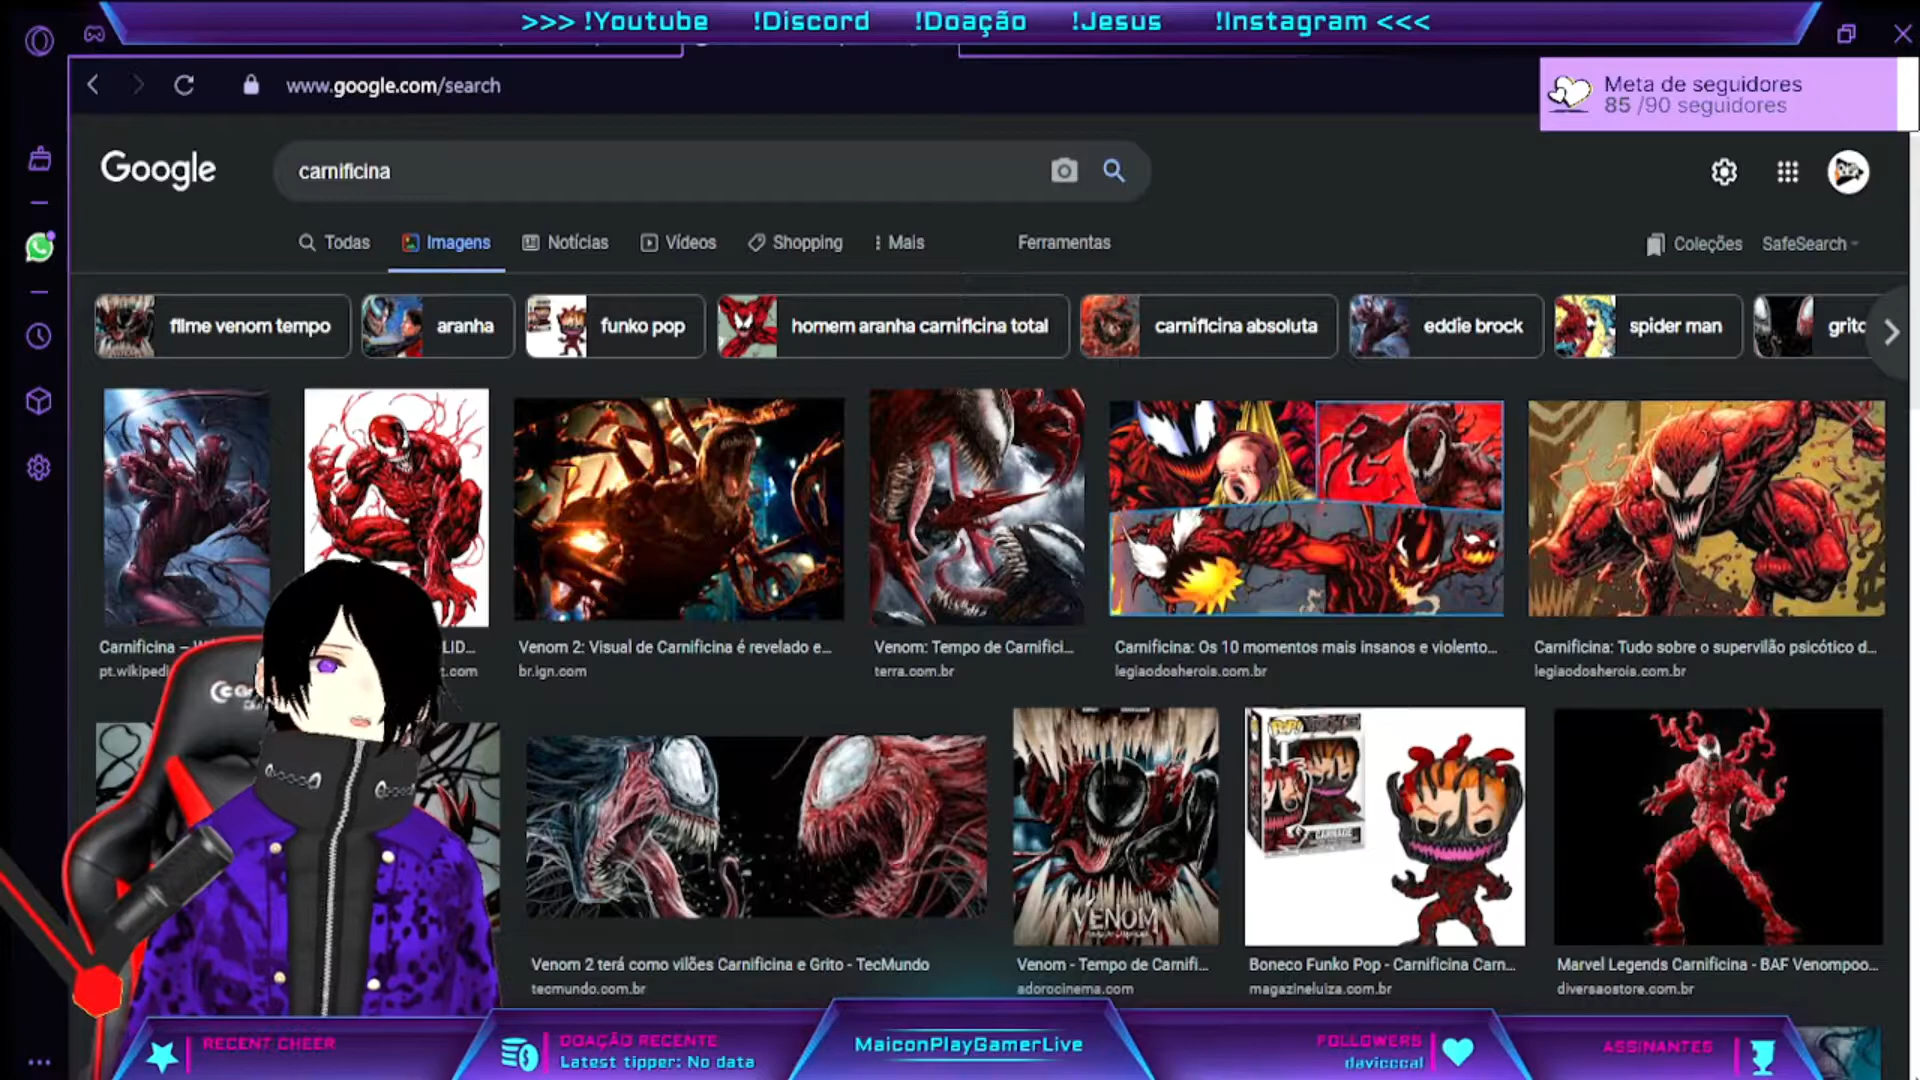 >>> !Youtube !Discord !Doação !Jesus !Instagram <<<
www.google.com/search
Meta de seguidores
85 /90 seguidores
Google
carnificina
Todas
Imagens
Notícias
Vídeos
Shopping
Mais
Ferramentas
Coleções
SafeSearch
filme venom tempo
aranha
funko pop
homem aranha carnificina total
carnificina absoluta
eddie brock
spider man
grito
Carnificina –
pt.wikipedi
LID...
z.com
Venom 2: Visual de Carnificina é revelado e...
br.ign.com
Venom: Tempo de Carnifici...
terra.com.br
Carnificina: Os 10 momentos mais insanos e violento...
legiaodosherois.com.br
Carnificina: Tudo sobre o supervilão psicótico d...
legiaodosherois.com.br
VENOM
POP!
CARNAGE
Venom 2 terá como vilões Carnificina e Grito - TecMundo
tecmundo.com.br
Venom - Tempo de Carnifi...
adorocinema.com
Boneco Funko Pop - Carnificina Carn...
magazineluiza.com.br
Marvel Legends Carnificina - BAF Venompoo...
diversaostore.com.br
RECENT CHEER
DOAÇÃO RECENTE
Latest tipper: No data
MaiconPlayGamerLive
FOLLOWERS
davicccal
ASSINANTES